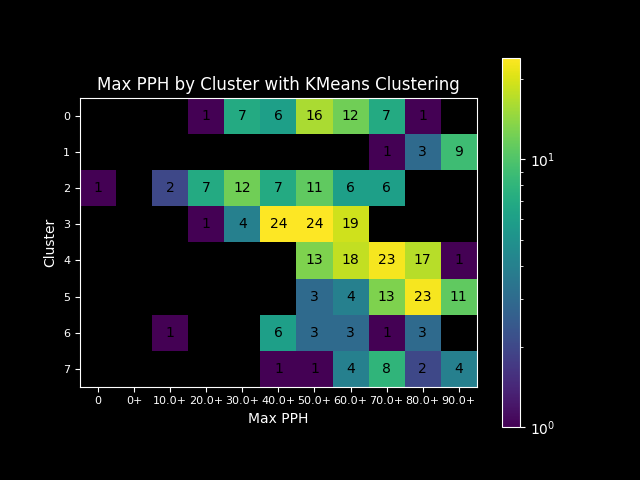 Max PPH by Cluster with KMeans Clustering
0 1 7 6 16 12 7 1
1 1 3 9
2 1 2 7 12 7 11 6 6
3 1 4 24 24 19
4 13 18 23 17 1
5 3 4 13 23 11
6 1 6 3 3 1 3
7 1 1 4 8 2 4
0 0+ 10.0+ 20.0+ 30.0+ 40.0+ 50.0+ 60.0+ 70.0+ 80.0+ 90.0+
Max PPH
Cluster
10¹
10⁰